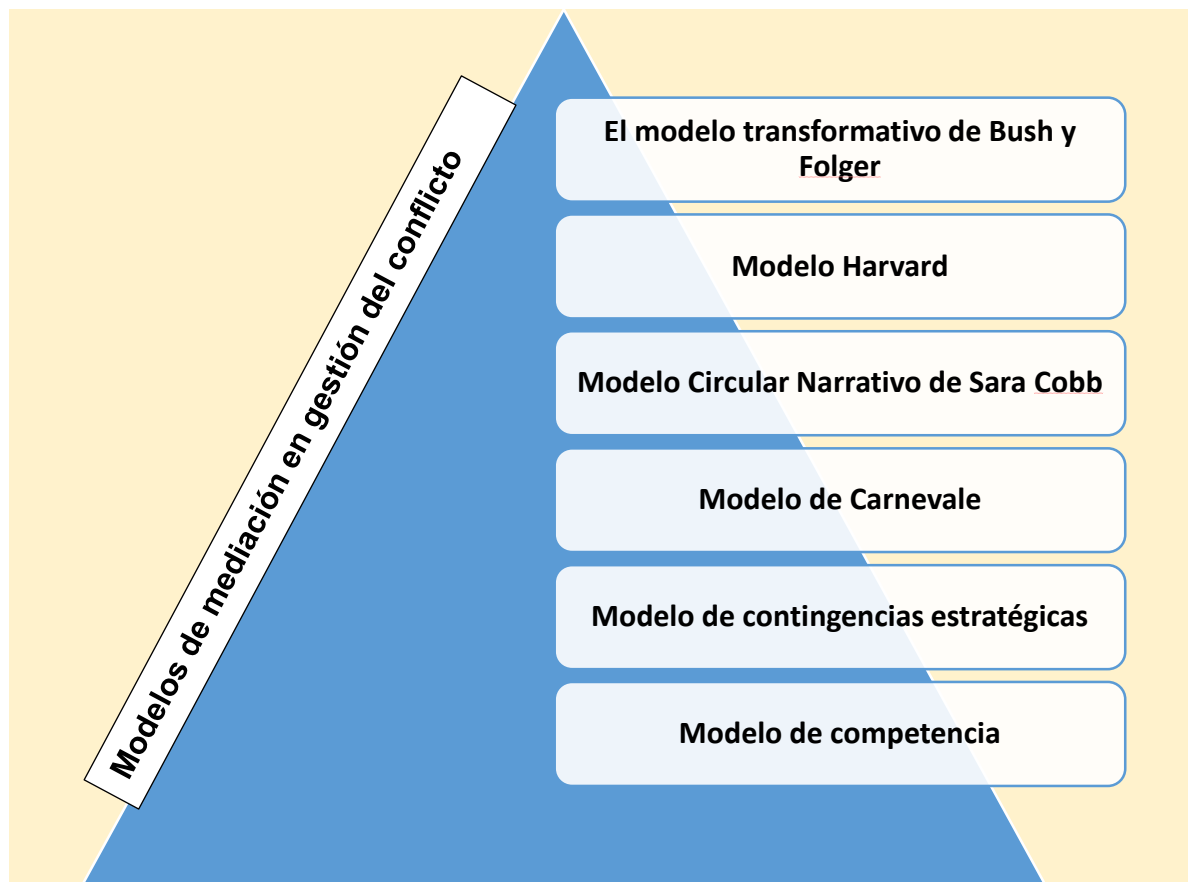 Modelos de mediación en gestión del conflicto
El modelo transformativo de Bush y
Folger
Modelo Harvard
Modelo Circular Narrativo de Sara Cobb
Modelo de Carnevale
Modelo de contingencias estratégicas
Modelo de competencia